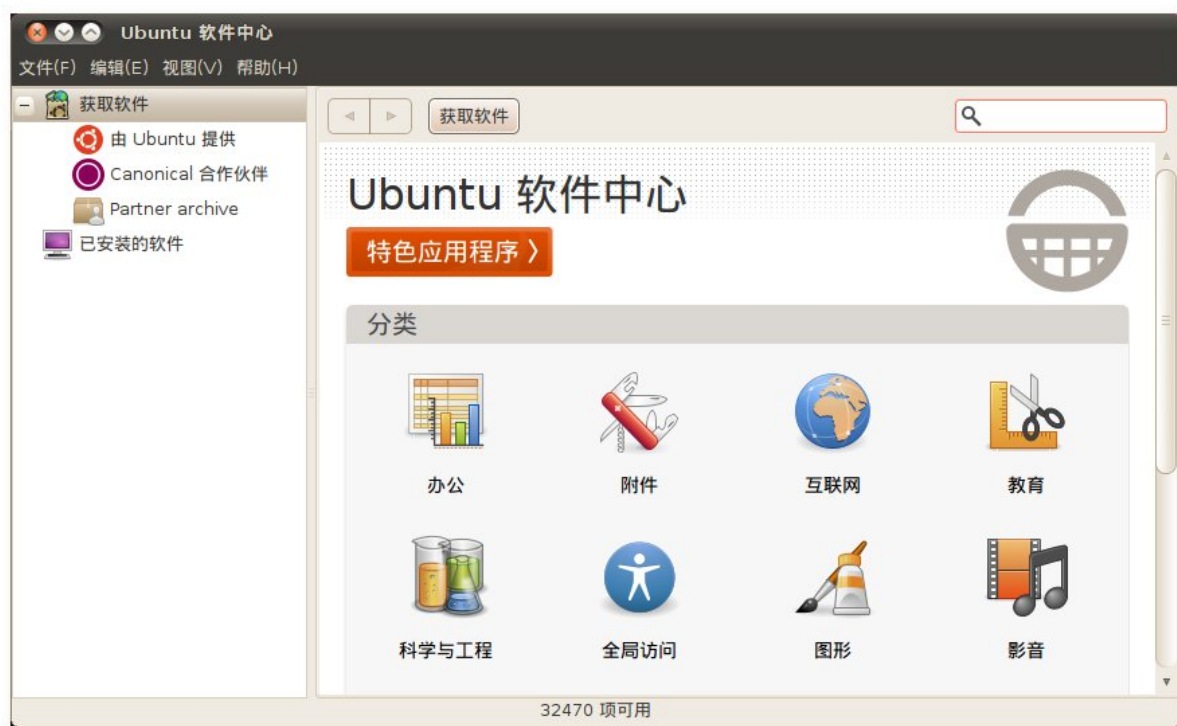 Ubuntu 软件中心
文件(F) 编辑(E) 视图(V) 帮助(H)
获取软件
由 Ubuntu 提供
Canonical 合作伙伴
Partner archive
已安装的软件
获取软件
Ubuntu 软件中心
特色应用程序 〉
分类
办公 附件 互联网 教育
科学与工程 全局访问 图形 影音
32470 项可用